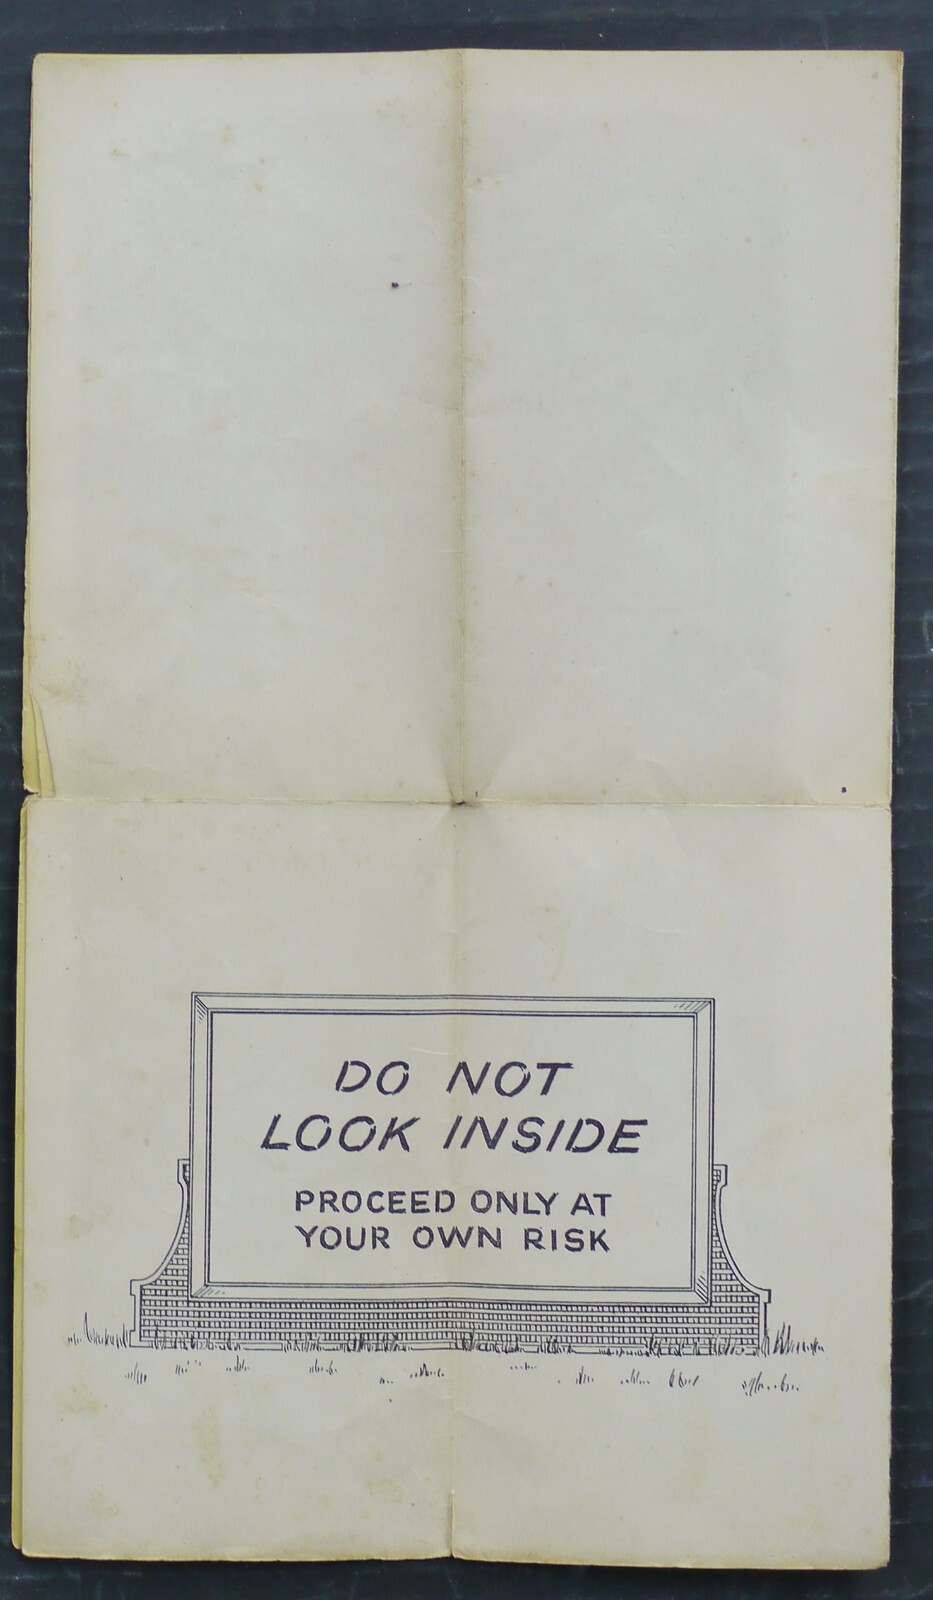 DO NOT
LOOK INSIDE
PROCEED ONLY AT
YOUR OWN RISK